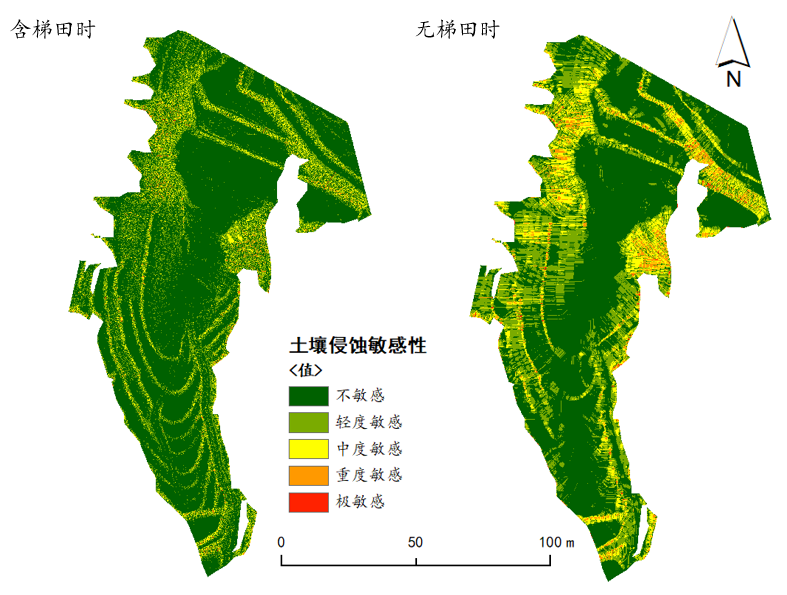 含梯田时
无梯田时
N
土壤侵蚀敏感性
<值>
不敏感
轻度敏感
中度敏感
重度敏感
极敏感
0 50 100 m